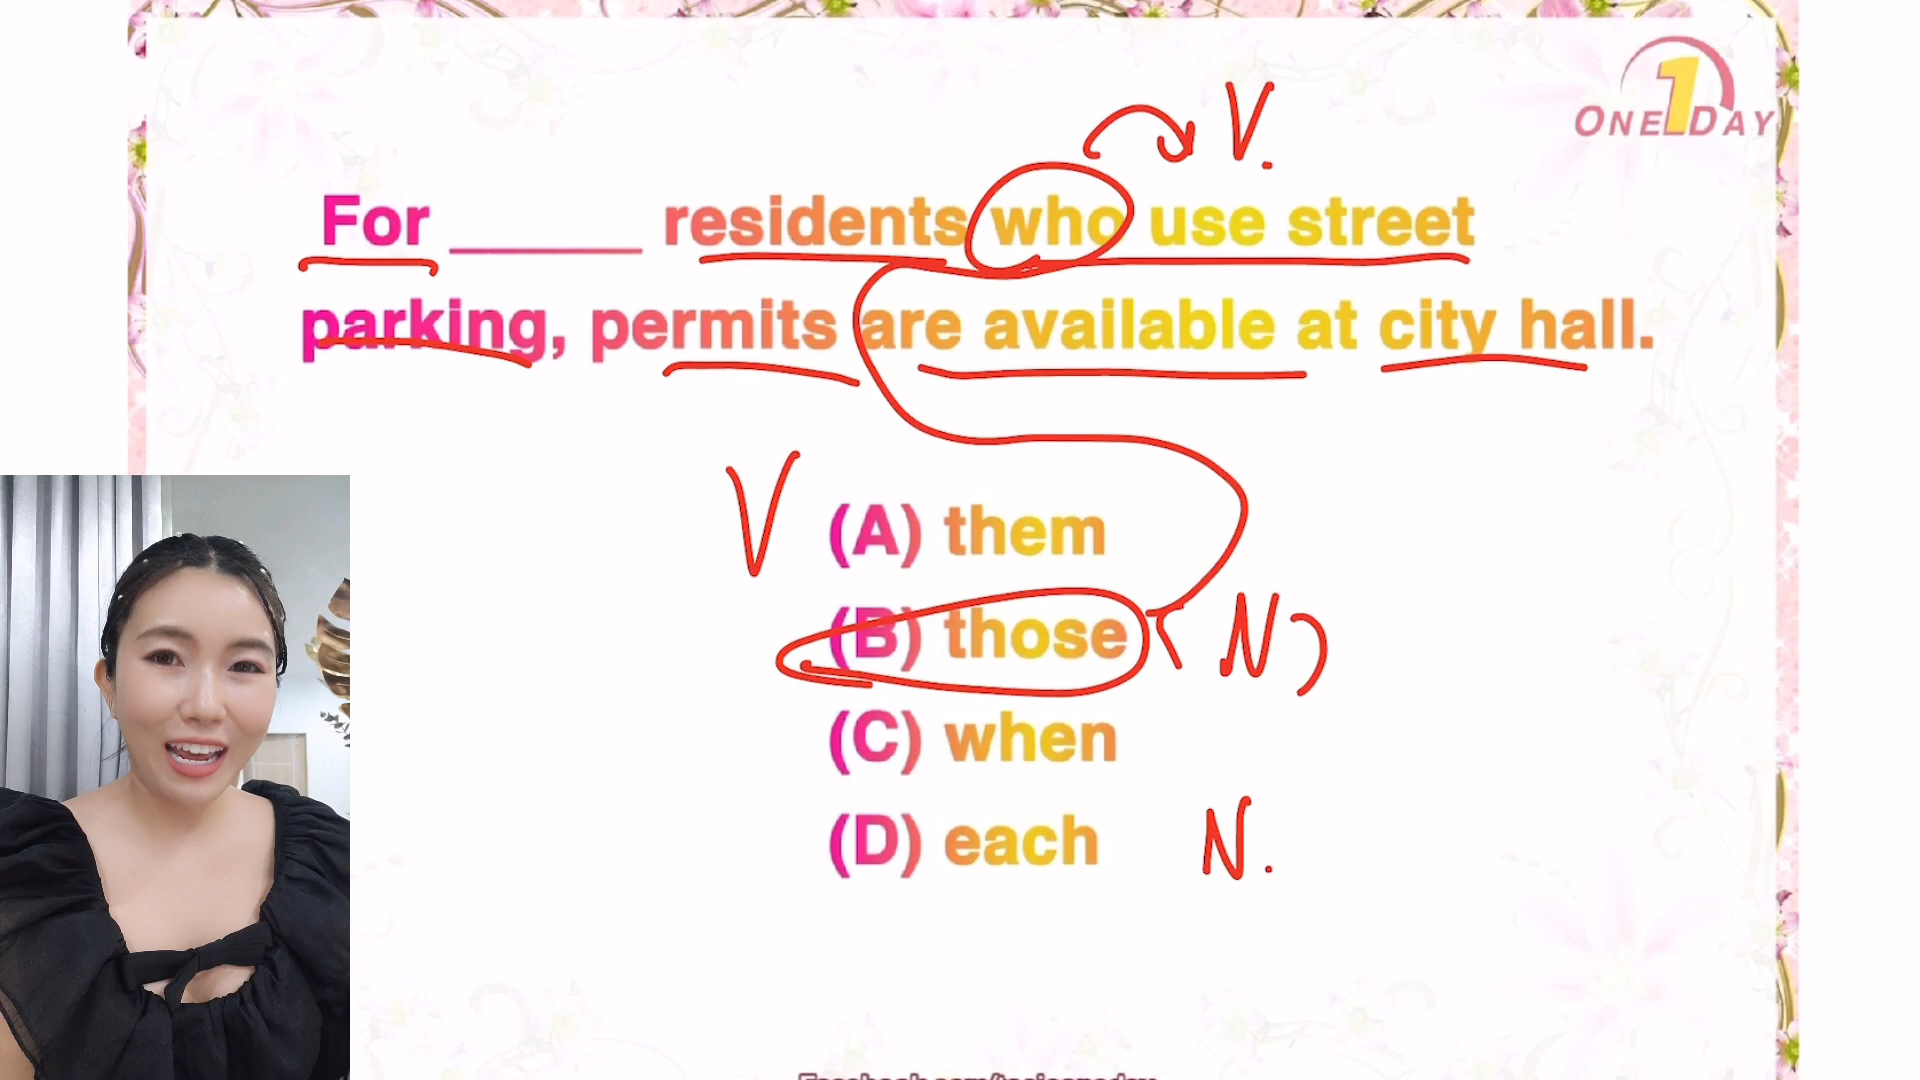 ONE 1 DAY
V.
For ______ residents who use street
parking, permits are available at city hall.
V
(A) them
(B) those (N)
(C) when
(D) each N.